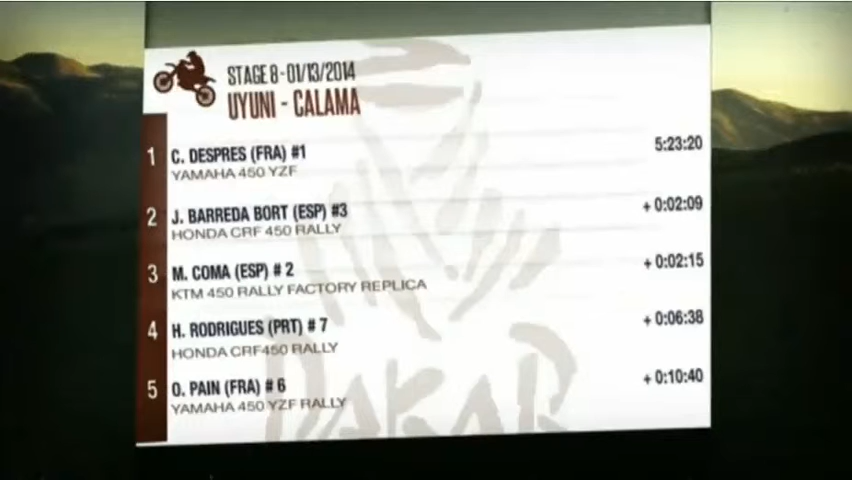 STAGE 8 - 01/13/2014
UYUNI - CALAMA
1 C. DESPRES (FRA) #1 5:23:20
YAMAHA 450 YZF
2 J. BARREDA BORT (ESP) #3 + 0:02:09
HONDA CRF 450 RALLY
3 M. COMA (ESP) # 2 + 0:02:15
KTM 450 RALLY FACTORY REPLICA
4 H. RODRIGUES (PRT) # 7 + 0:06:38
HONDA CRF450 RALLY
5 O. PAIN (FRA) # 6 + 0:10:40
YAMAHA 450 YZF RALLY
DAKAR